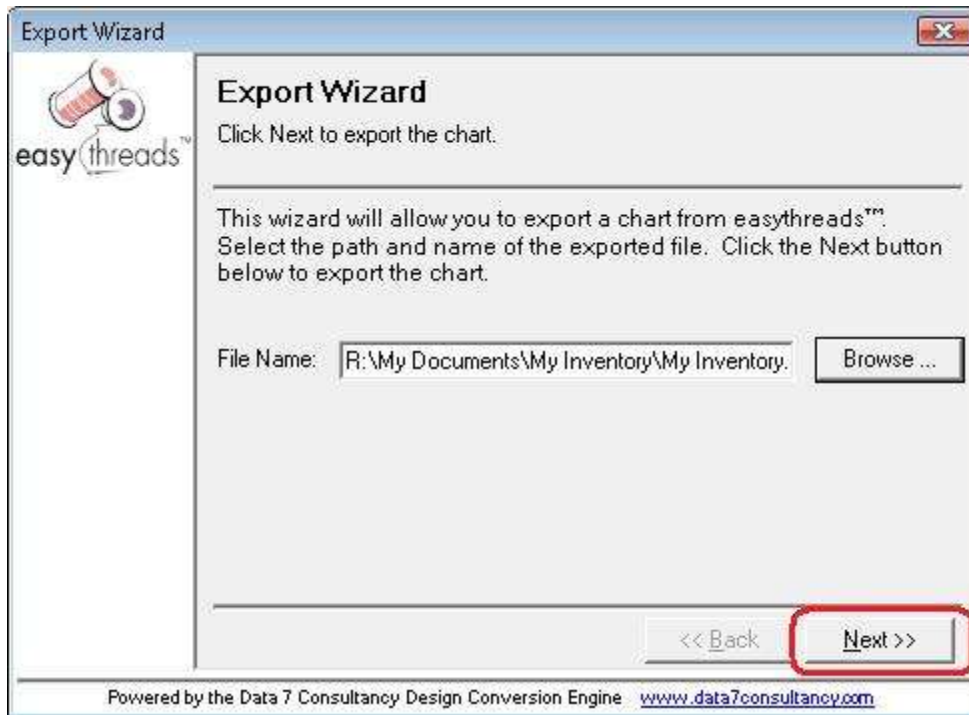 Export Wizard
easythreads™
Export Wizard
Click Next to export the chart.
This wizard will allow you to export a chart from easythreads™.
Select the path and name of the exported file.  Click the Next button
below to export the chart.
File Name:
R:\My Documents\My Inventory\My Inventory.
Browse ...
<< Back
Next >>
Powered by the Data 7 Consultancy Design Conversion Engine www.data7consultancy.com